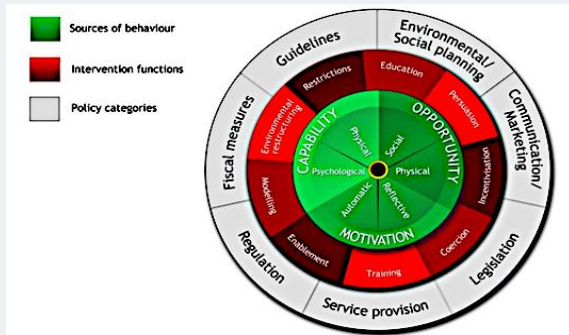 Sources of behaviour
Intervention functions
Policy categories
Guidelines
Environmental/
Social planning
Communication/
Marketing
Legislation
Service provision
Regulation
Fiscal measures
Restrictions
Education
Persuasion
Incentivisation
Coercion
Training
Enablement
Modelling
Environmental
restructuring
CAPABILITY
Physical
Psychological
OPPORTUNITY
Social
Physical
MOTIVATION
Automatic
Reflective